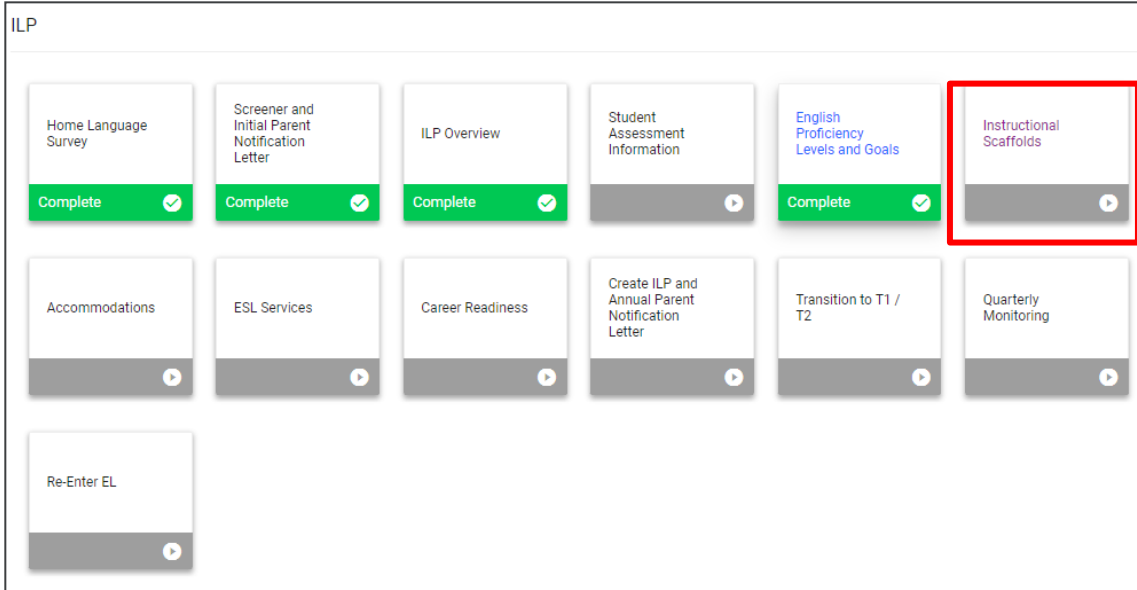 ILP
Home Language
Survey
Complete
Screener and
Initial Parent
Notification
Letter
Complete
ILP Overview
Complete
Student
Assessment
Information
English
Proficiency
Levels and Goals
Complete
Instructional
Scaffolds
Accommodations
ESL Services
Career Readiness
Create ILP and
Annual Parent
Notification
Letter
Transition to T1 /
T2
Quarterly
Monitoring
Re-Enter EL